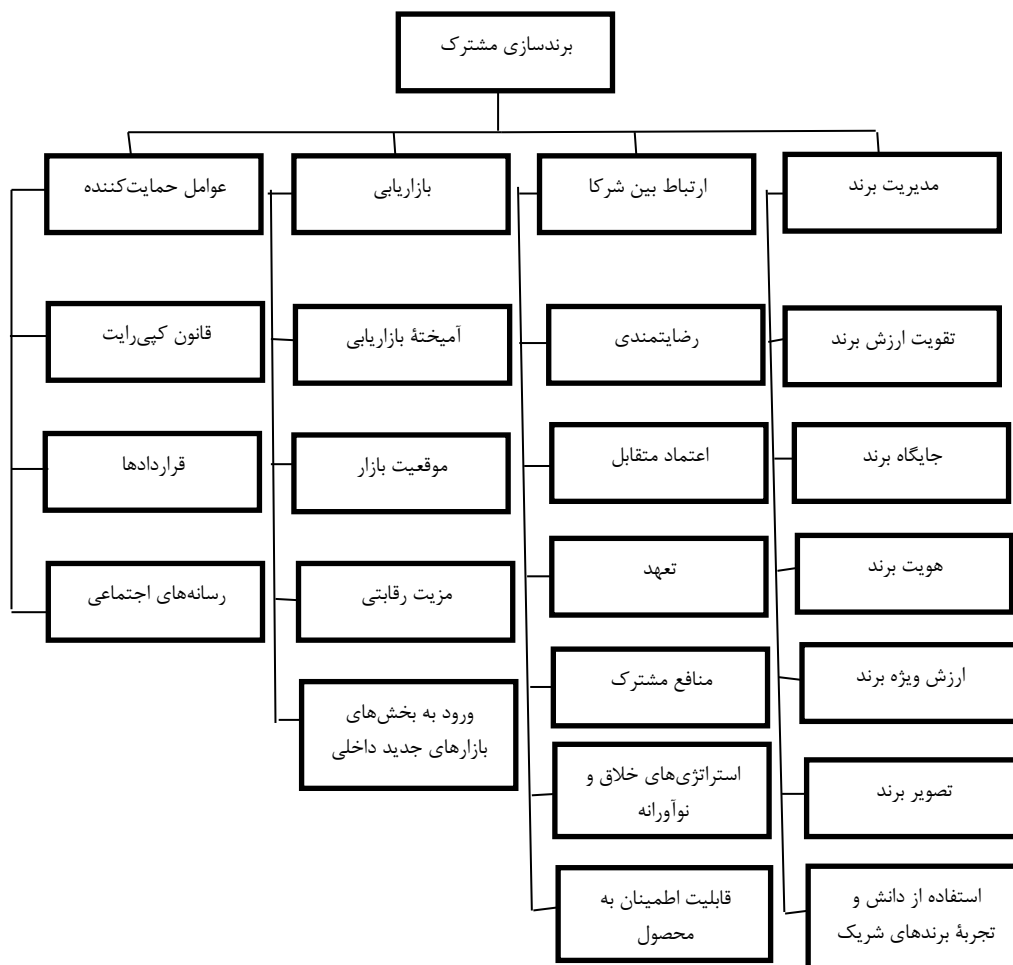 برندسازی مشترک
مدیریت برند
ارتباط بین شرکا
بازاریابی
عوامل حمایت‌کننده
تقویت ارزش برند
رضایتمندی
آمیختۀ بازاریابی
قانون کپی‌رایت
جایگاه برند
اعتماد متقابل
موقعیت بازار
قراردادها
هویت برند
تعهد
مزیت رقابتی
رسانه‌های اجتماعی
ارزش ویژه برند
منافع مشترک
ورود به بخش‌های
بازارهای جدید داخلی
تصویر برند
استراتژی‌های خلاق و
نوآورانه
استفاده از دانش و
تجربۀ برندهای شریک
قابلیت اطمینان به
محصول